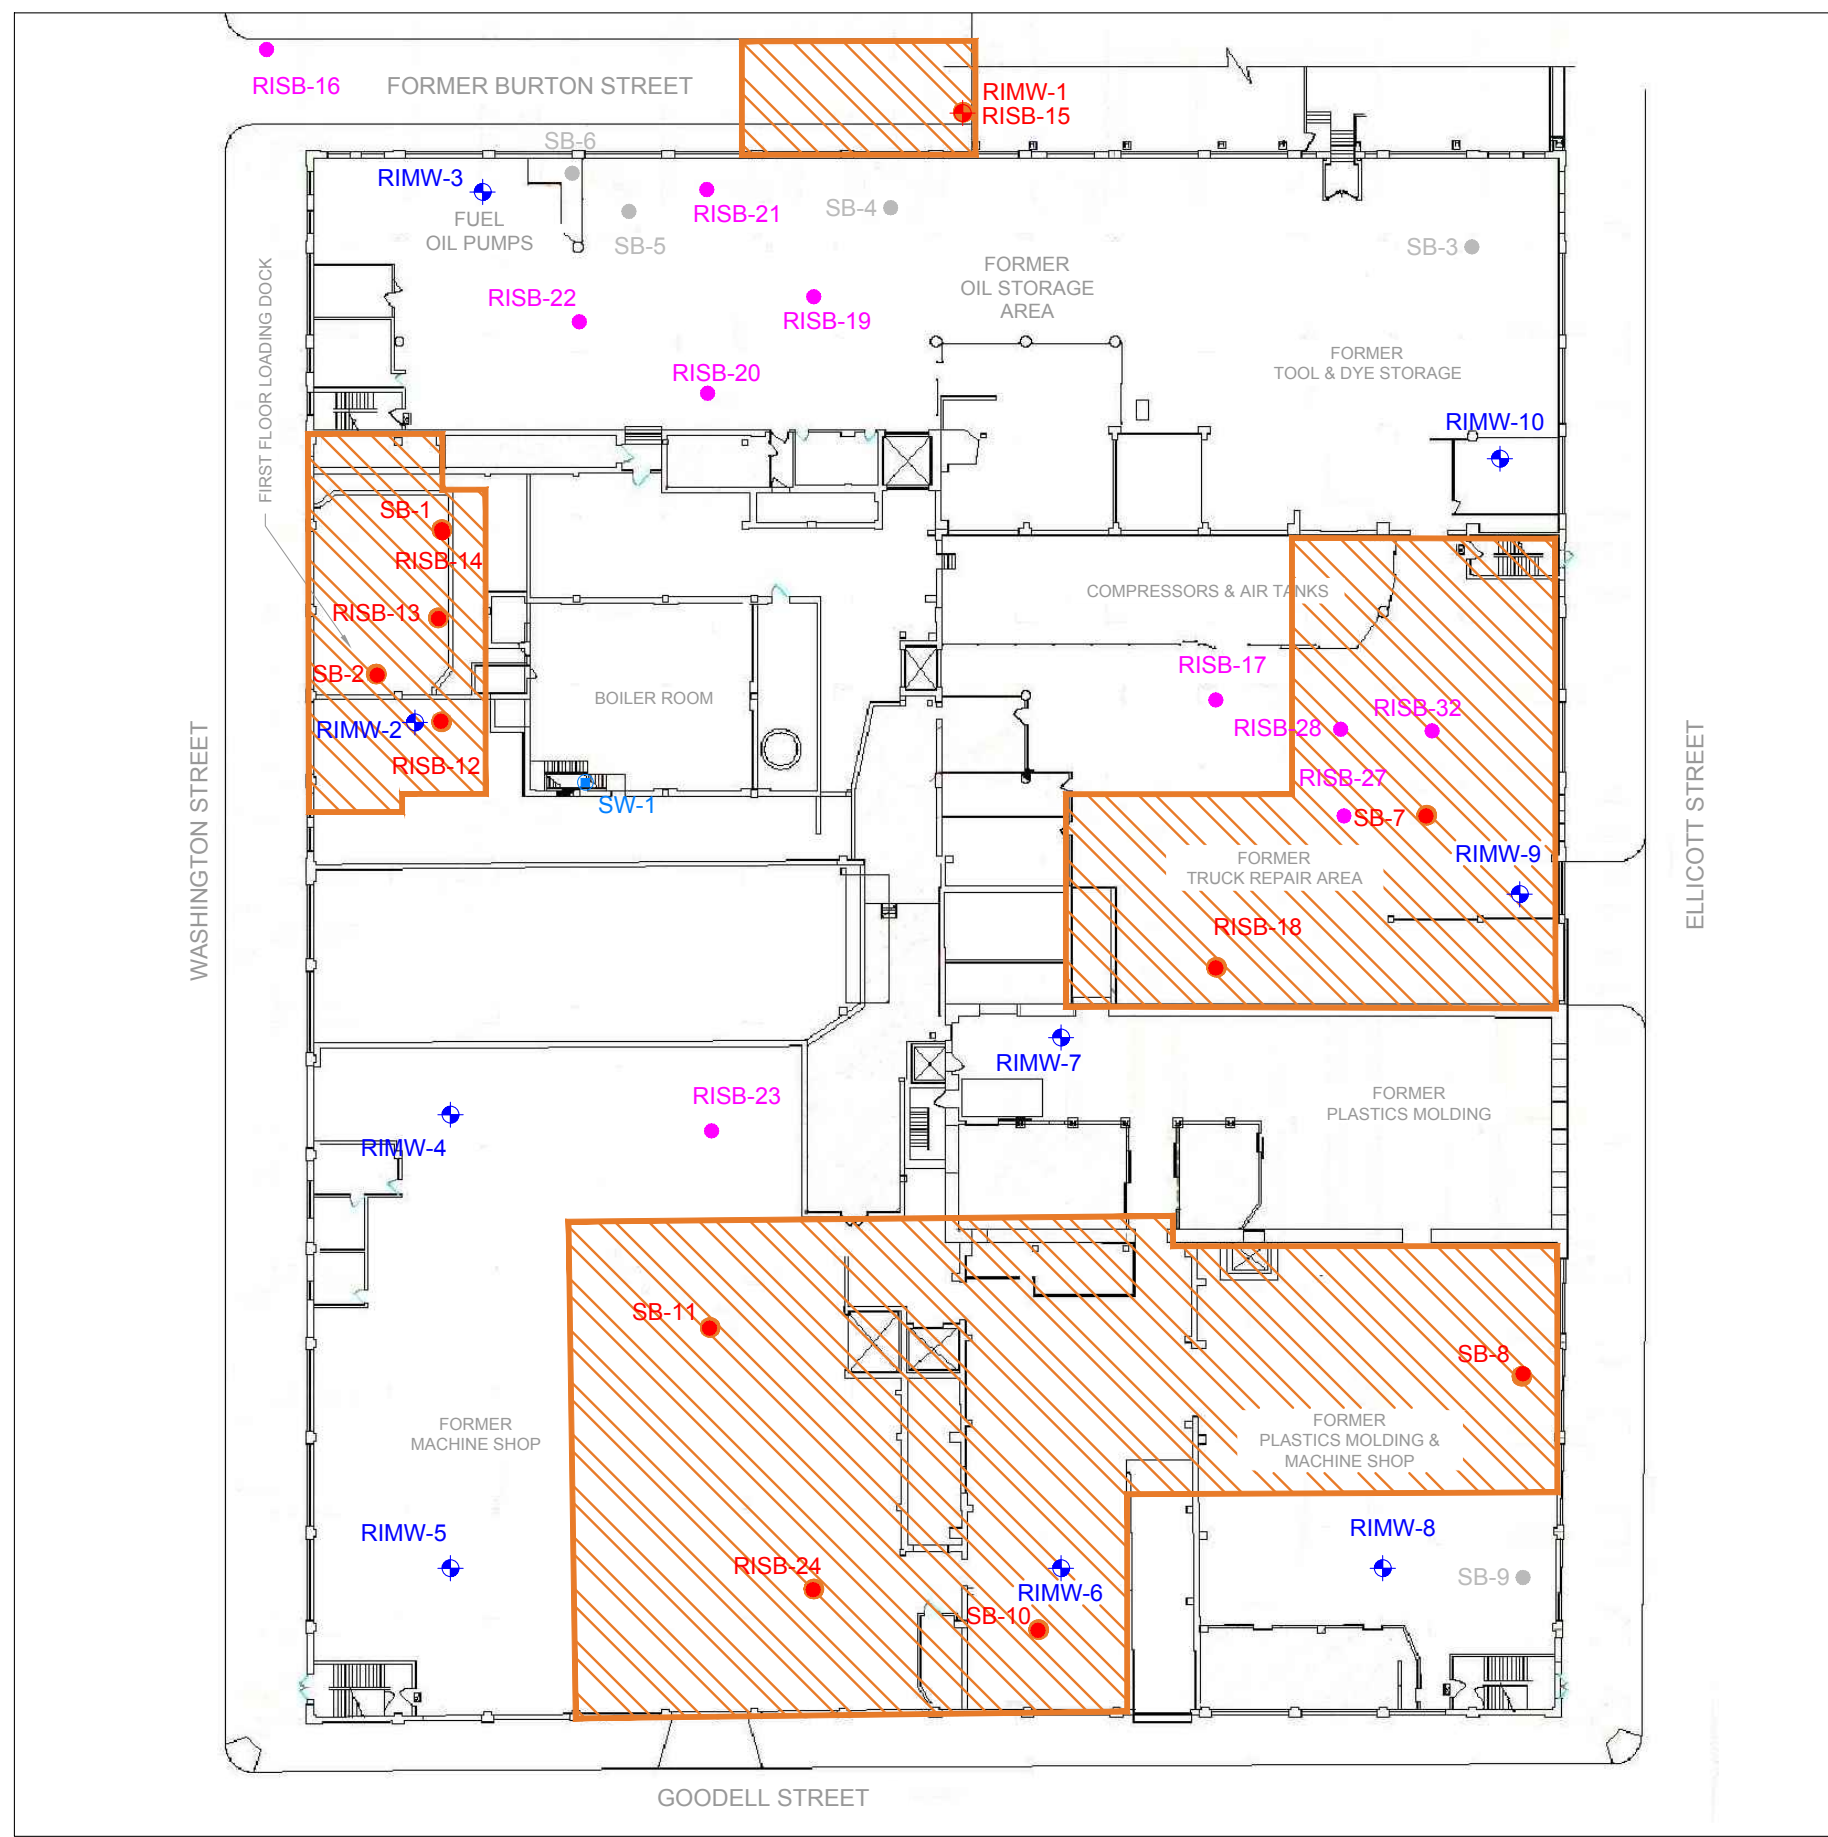 RISB-16
FORMER BURTON STREET
RIMW-1
RISB-15
SB-6
RIMW-3
FUEL
OIL PUMPS
RISB-21
SB-4
SB-5
SB-3
FORMER
OIL STORAGE
AREA
RISB-22
RISB-19
FIRST FLOOR LOADING DOCK
RISB-20
FORMER
TOOL & DYE STORAGE
RIMW-10
SB-1
RISB-14
RISB-13
COMPRESSORS & AIR TANKS
SB-2
RISB-17
BOILER ROOM
RISB-32
RIMW-2
RISB-28
RISB-12
RISB-27
SW-1
SB-7
WASHINGTON STREET
ELLICOTT STREET
RIMW-9
FORMER
TRUCK REPAIR AREA
RISB-18
RIMW-7
RISB-23
FORMER
PLASTICS MOLDING
RIMW-4
SB-11
SB-8
FORMER
MACHINE SHOP
FORMER
PLASTICS MOLDING &
MACHINE SHOP
RIMW-5
RIMW-8
RISB-24
RIMW-6
SB-9
SB-10
GOODELL STREET